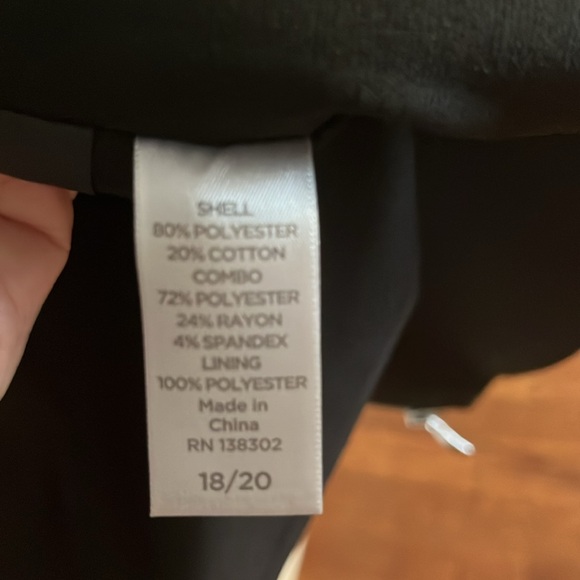 SHELL
80% POLYESTER
20% COTTON
COMBO
72% POLYESTER
24% RAYON
4% SPANDEX
LINING
100% POLYESTER
Made in
China
RN 138302
18/20